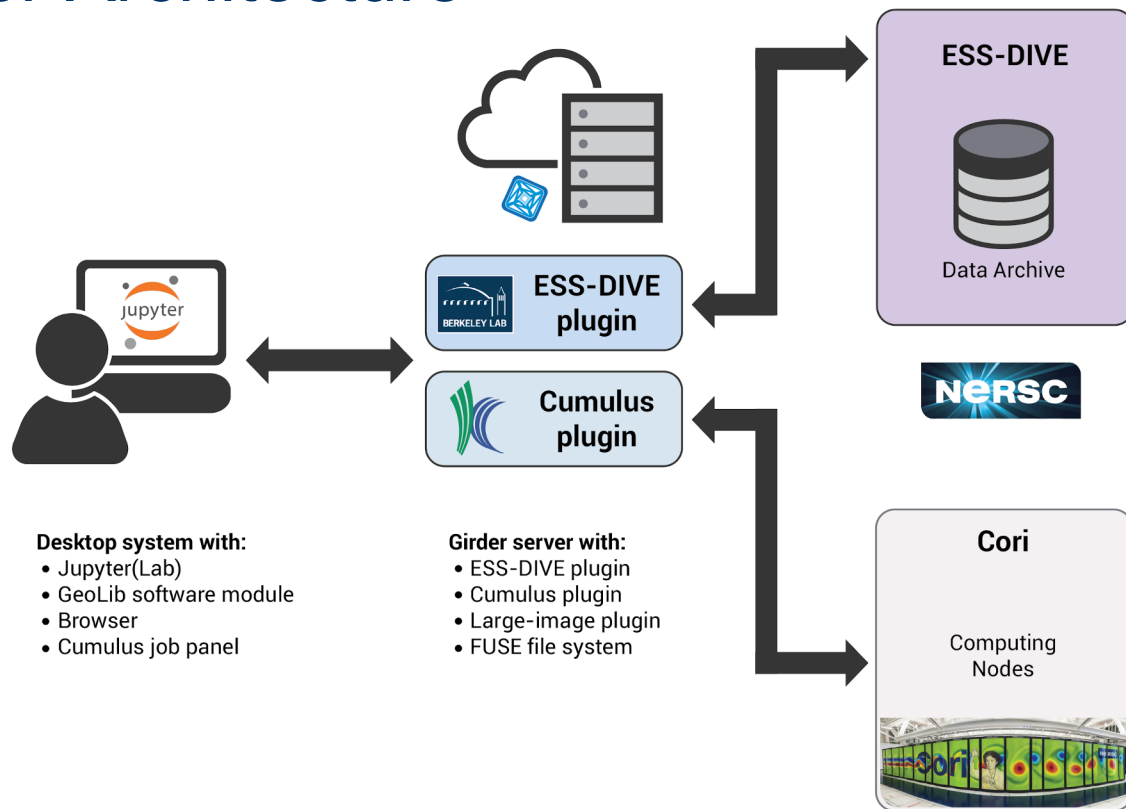 ESS-DIVE
Data Archive
jupyter
BERKELEY LAB
ESS-DIVE
plugin
Cumulus
plugin
NERSC
Desktop system with:
• Jupyter(Lab)
• GeoLib software module
• Browser
• Cumulus job panel
Girder server with:
• ESS-DIVE plugin
• Cumulus plugin
• Large-image plugin
• FUSE file system
Cori
Computing
Nodes
Cori